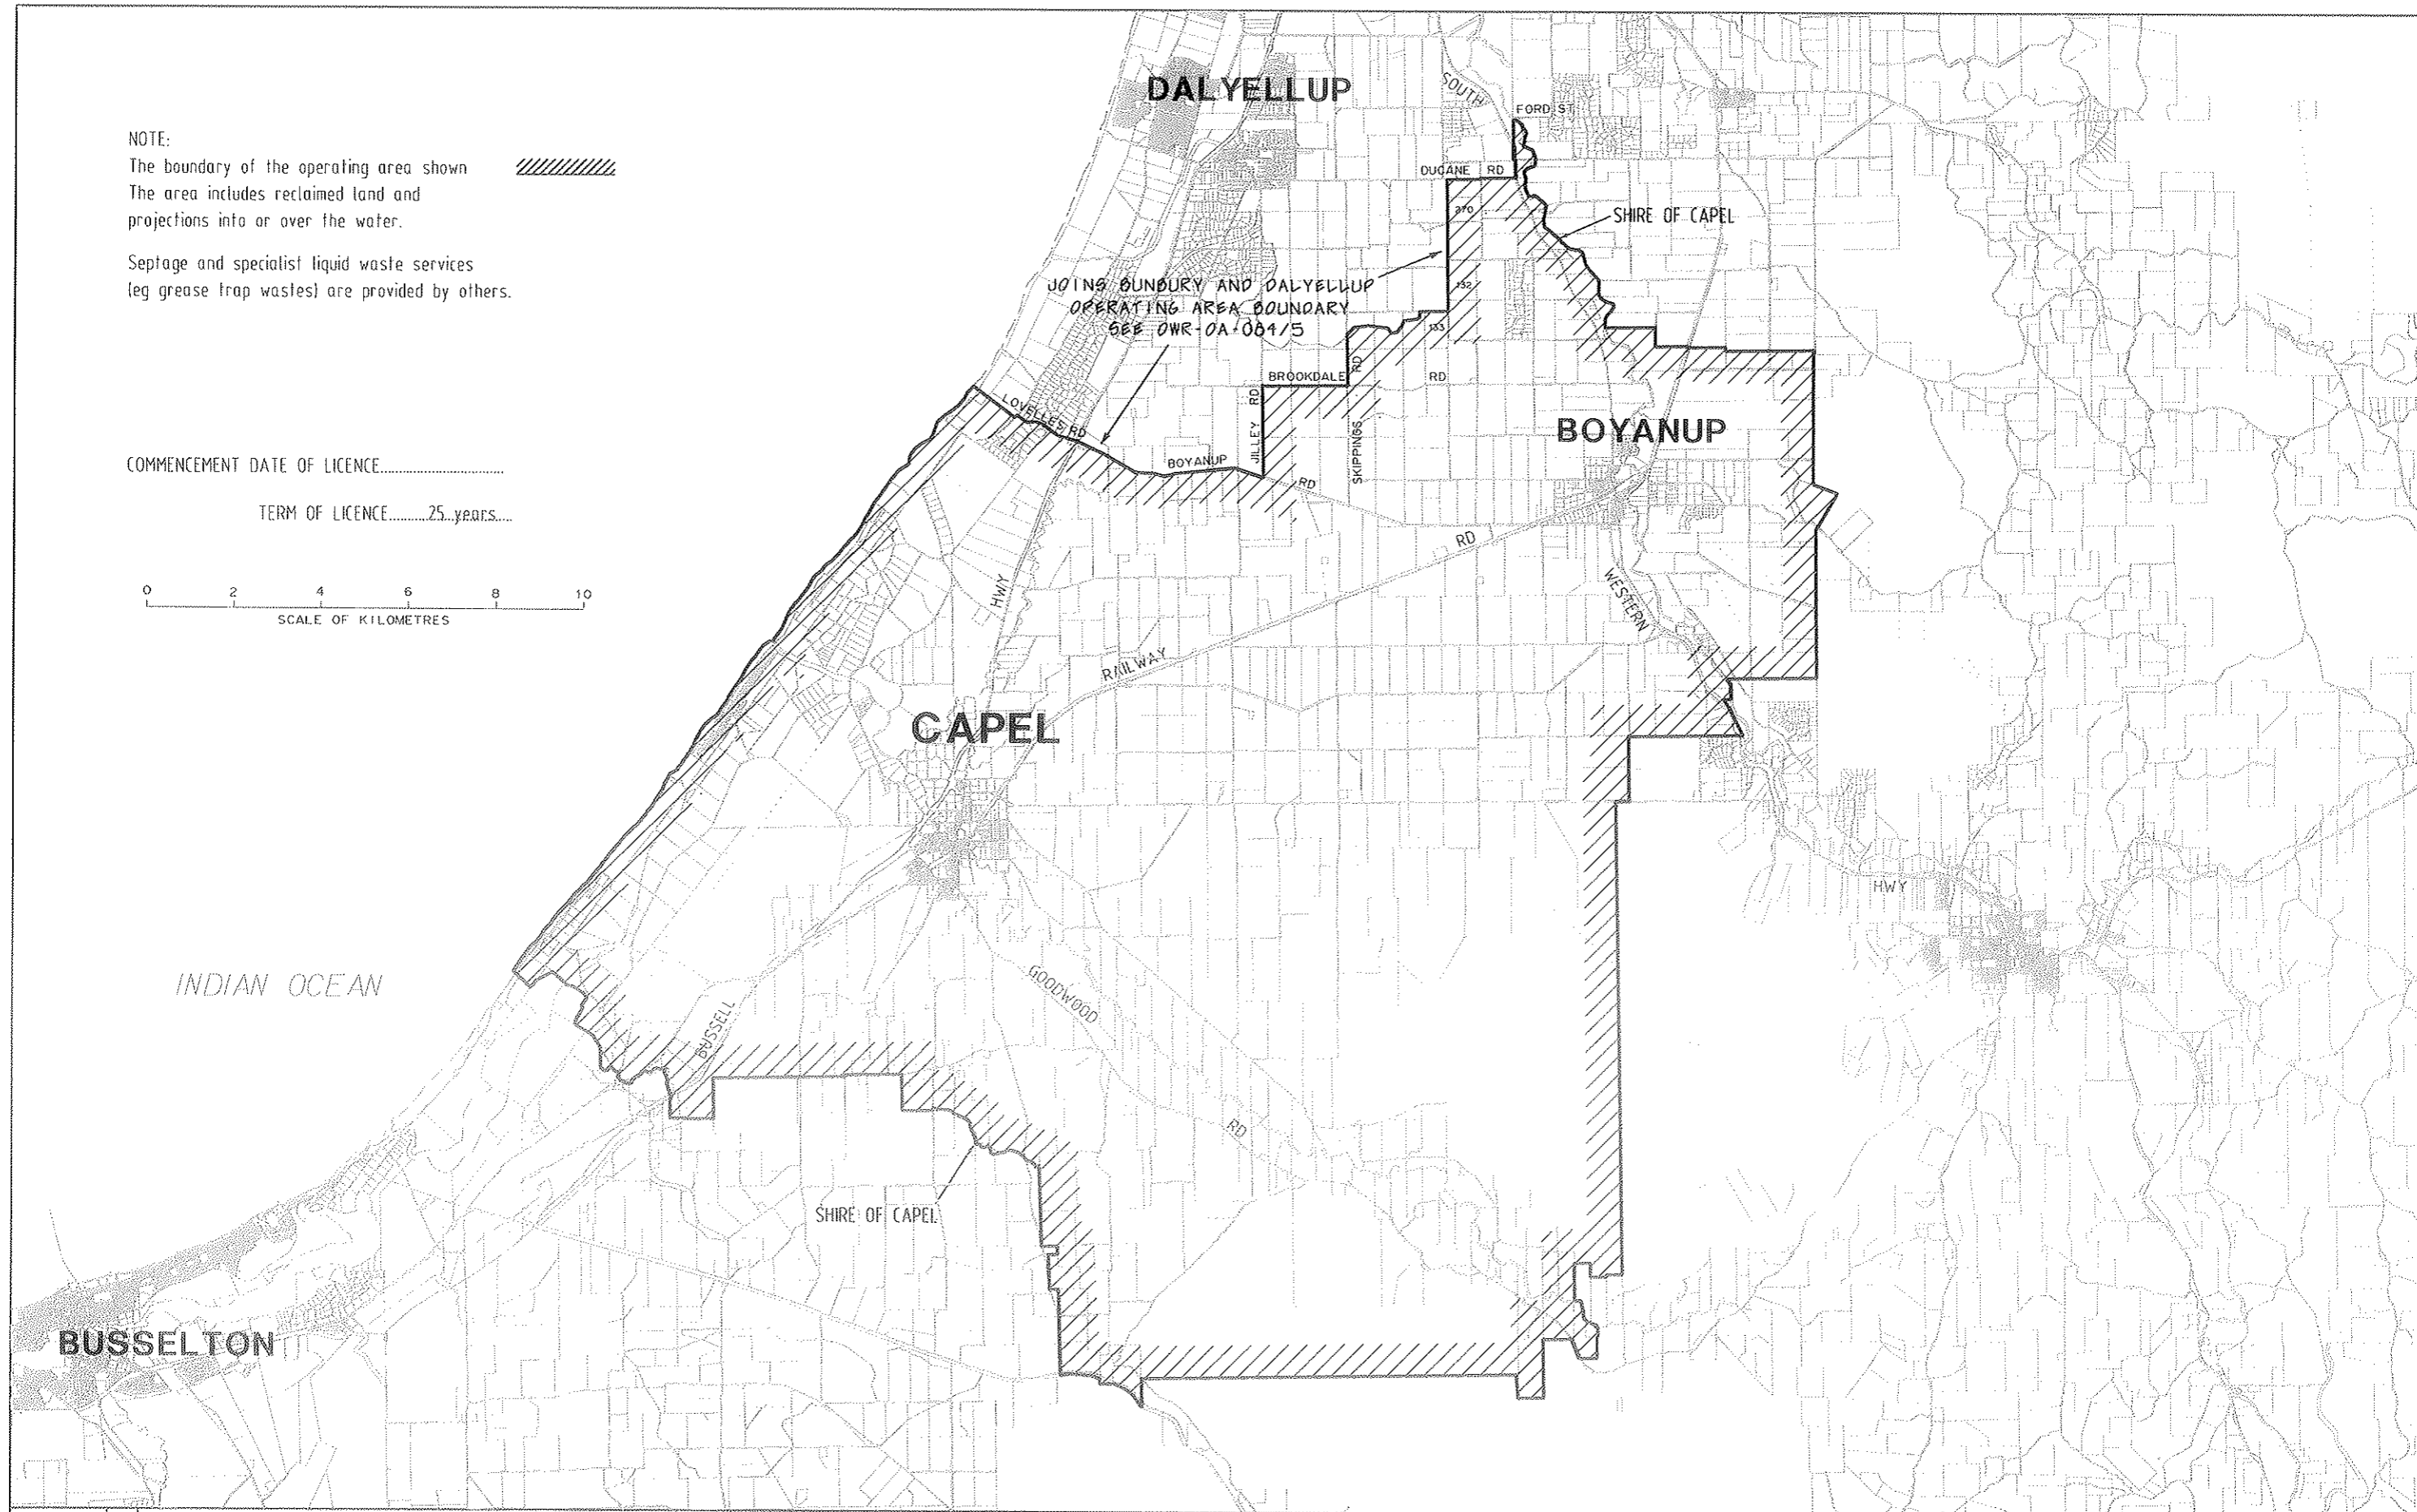 DALYELLUP
SOUTH
FORD ST
NOTE:
The boundary of the operating area shown
The area includes reclaimed land and
projections into or over the water.
DUCANE RD
270
SHIRE OF CAPEL
Septage and specialist liquid waste services
(eg grease trap wastes) are provided by others.
JOINS BUNBURY AND DALYELLUP
OPERATING AREA BOUNDARY
SEE OWR-OA-084/5
132
133
BROOKDALE RD
RD
LOVELLES RD
JILLEY RD
SKIPPINGS
BOYANUP
BOYANUP
RD
COMMENCEMENT DATE OF LICENCE
TERM OF LICENCE 25 years
RD
HWY
WESTERN
0 2 4 6 8 10
SCALE OF KILOMETRES
RAILWAY
CAPEL
HWY
INDIAN OCEAN
GOODWOOD
BUSSELL
RD
SHIRE OF CAPEL
BUSSELTON